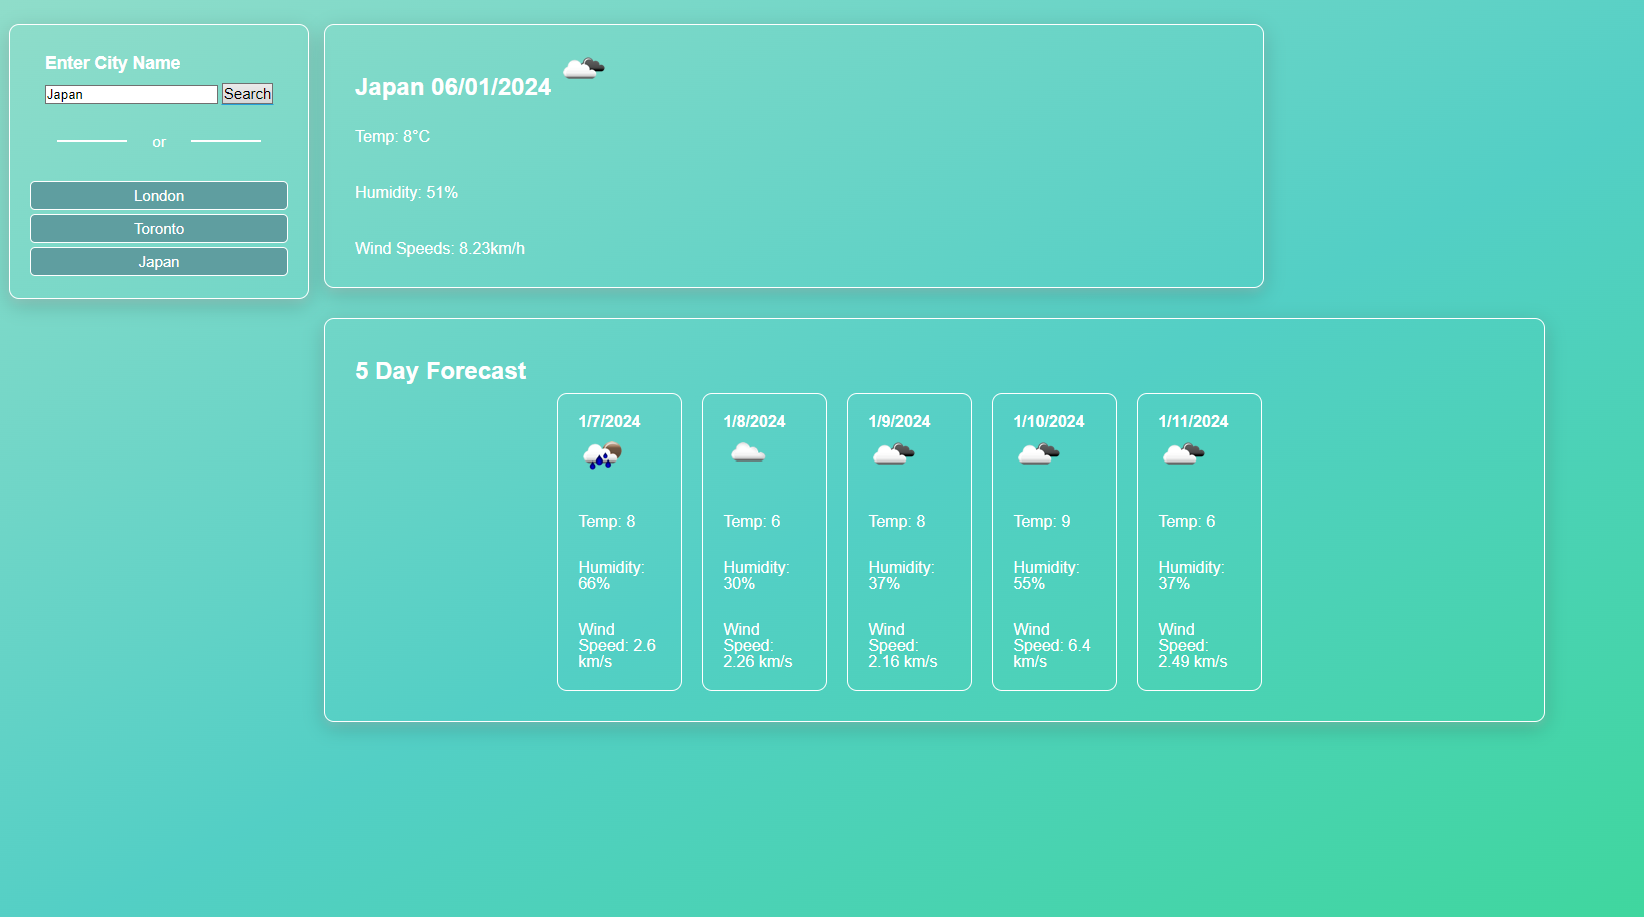 Enter City Name
Japan Search
or
London
Toronto
Japan
Japan 06/01/2024
Temp: 8°C
Humidity: 51%
Wind Speeds: 8.23km/h
5 Day Forecast
1/7/2024
Temp: 8
Humidity:
66%
Wind
Speed: 2.6
km/s
1/8/2024
Temp: 6
Humidity:
30%
Wind
Speed:
2.26 km/s
1/9/2024
Temp: 8
Humidity:
37%
Wind
Speed:
2.16 km/s
1/10/2024
Temp: 9
Humidity:
55%
Wind
Speed: 6.4
km/s
1/11/2024
Temp: 6
Humidity:
37%
Wind
Speed:
2.49 km/s